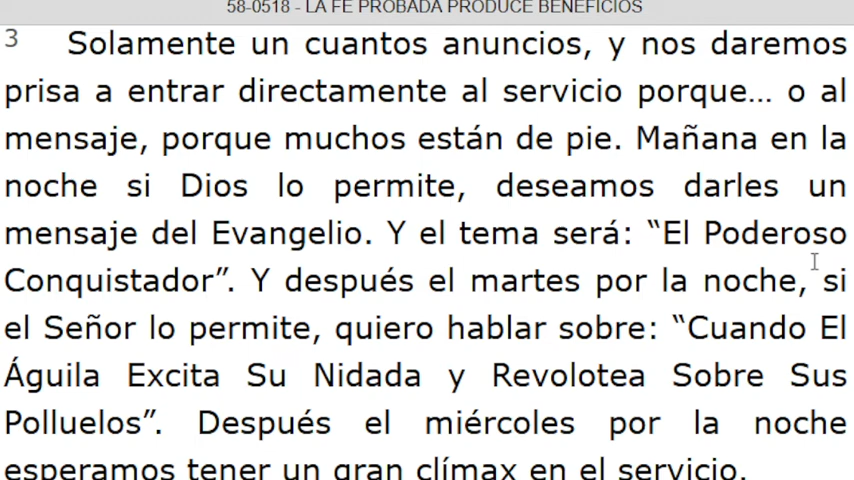 58-0518 - LA FE PROBADA PRODUCE BENEFICIOS
3 Solamente un cuantos anuncios, y nos daremos
prisa a entrar directamente al servicio porque… o al
mensaje, porque muchos están de pie. Mañana en la
noche si Dios lo permite, deseamos darles un
mensaje del Evangelio. Y el tema será: “El Poderoso
Conquistador”. Y después el martes por la noche, si
el Señor lo permite, quiero hablar sobre: “Cuando El
Águila Excita Su Nidada y Revolotea Sobre Sus
Polluelos”. Después el miércoles por la noche
esperamos tener un gran clímax en el servicio.